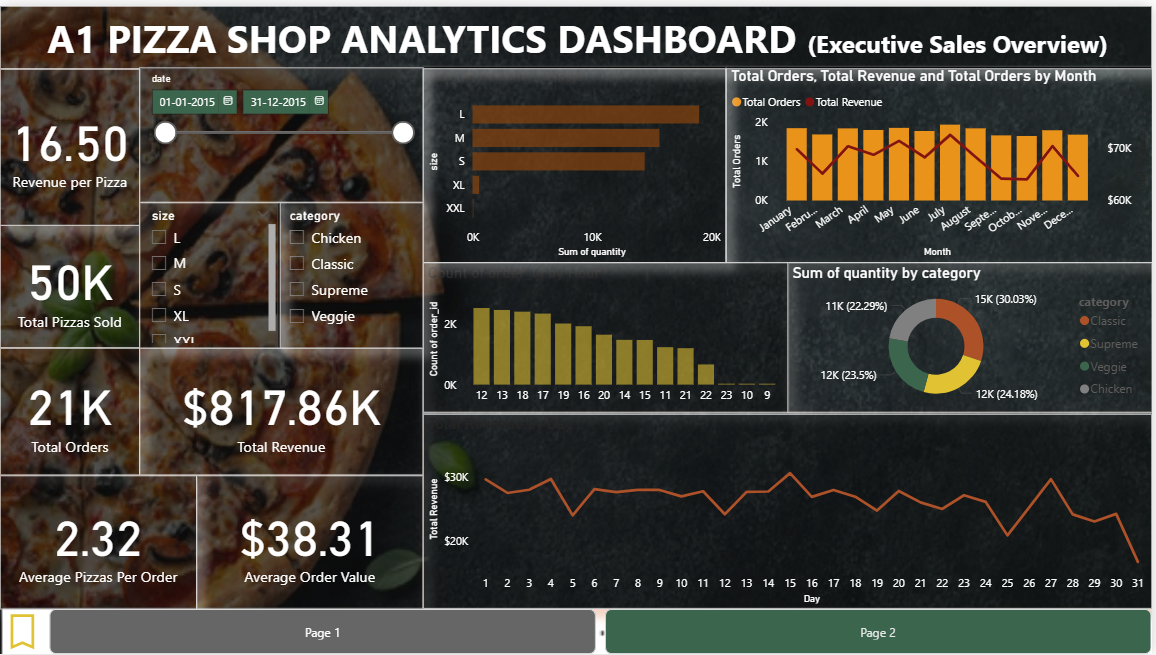 A1 PIZZA SHOP ANALYTICS DASHBOARD (Executive Sales Overview)
16.50
Revenue per Pizza
50K
Total Pizzas Sold
21K
Total Orders
$817.86K
Total Revenue
2.32
Average Pizzas Per Order
$38.31
Average Order Value
date
01-01-2015 31-12-2015
size
L
M
S
XL
XXL
category
Chicken
Classic
Supreme
Veggie
size
L
M
S
XL
XXL
0K 10K 20K
Sum of quantity
Total Orders, Total Revenue and Total Orders by Month
Total Orders Total Revenue
Total Orders
2K
1K
0K
$70K
$60K
January Febru... March April May June July August Septe... Octob... Nove... Dece...
Month
Count of order_id
2K
0K
12 13 18 17 19 16 20 14 15 11 21 22 23 10 9
Sum of quantity by category
15K (30.03%)
12K (24.18%)
12K (23.5%)
11K (22.29%)
category
Classic
Supreme
Veggie
Chicken
Total Revenue
$30K
$20K
1 2 3 4 5 6 7 8 9 10 11 12 13 14 15 16 17 18 19 20 21 22 23 24 25 26 27 28 29 30 31
Day
Page 1
Page 2